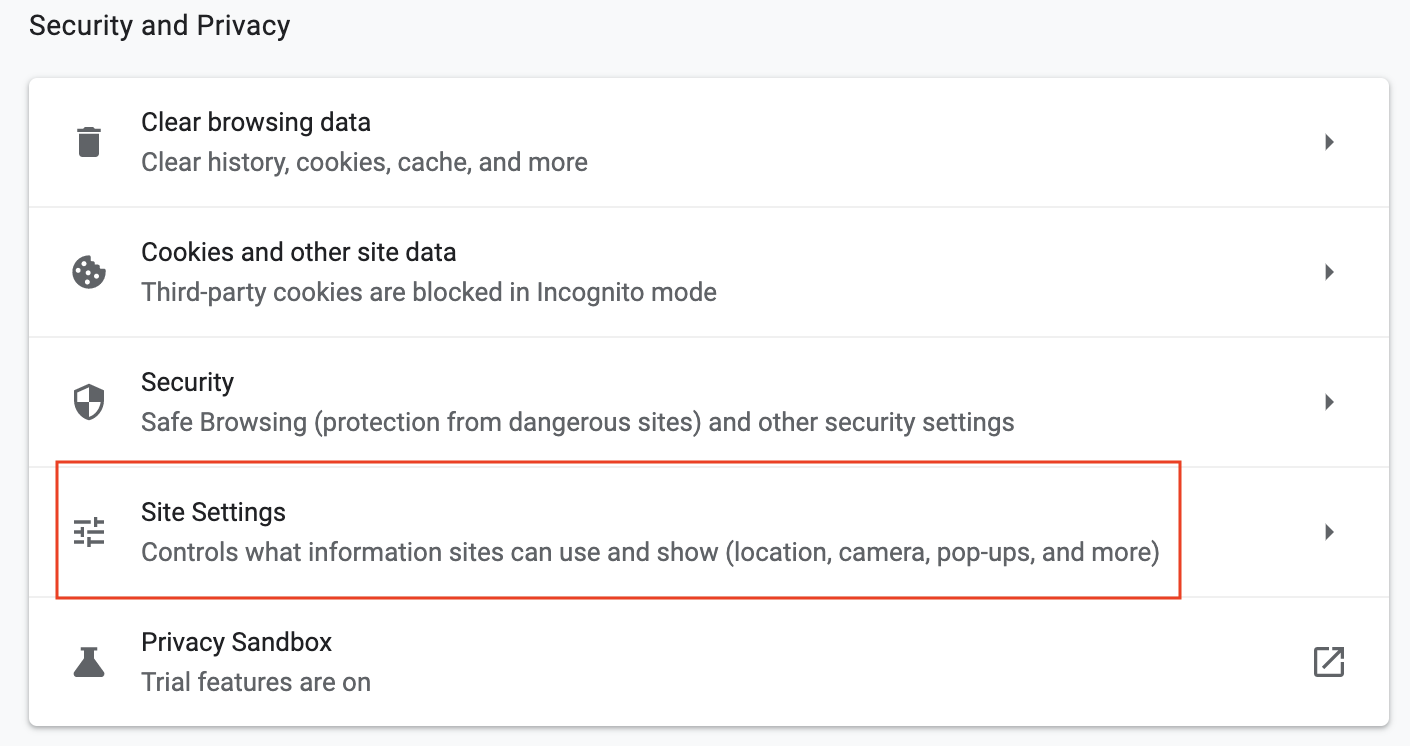 Security and Privacy
Clear browsing data
Clear history, cookies, cache, and more
Cookies and other site data
Third-party cookies are blocked in Incognito mode
Security
Safe Browsing (protection from dangerous sites) and other security settings
Site Settings
Controls what information sites can use and show (location, camera, pop-ups, and more)
Privacy Sandbox
Trial features are on